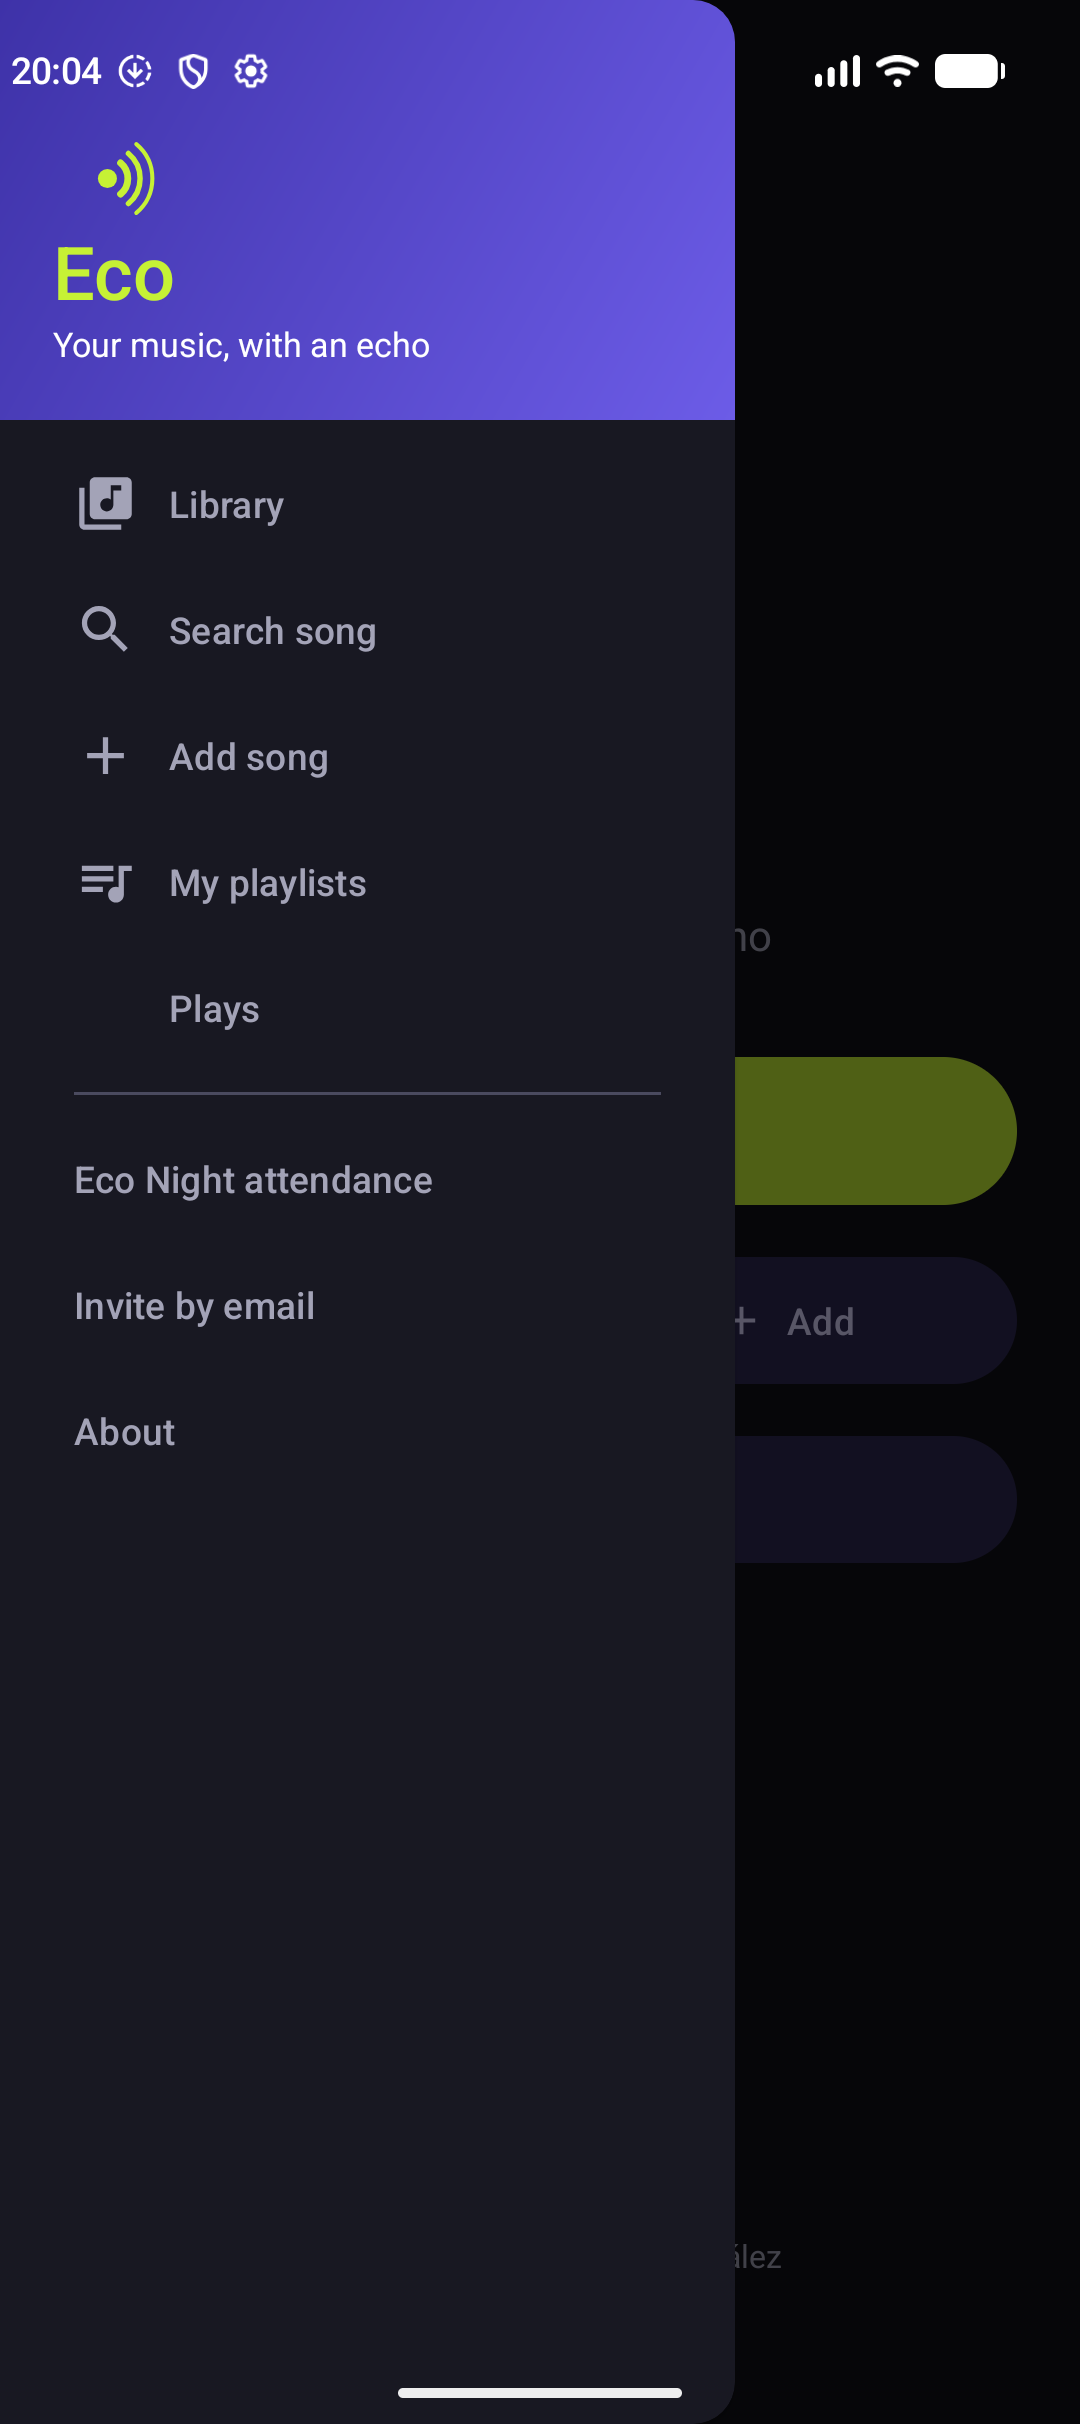 20:04
Eco
Your music, with an echo
Library
Search song
Add song
My playlists
Plays
Eco Night attendance
Invite by email
About
Add